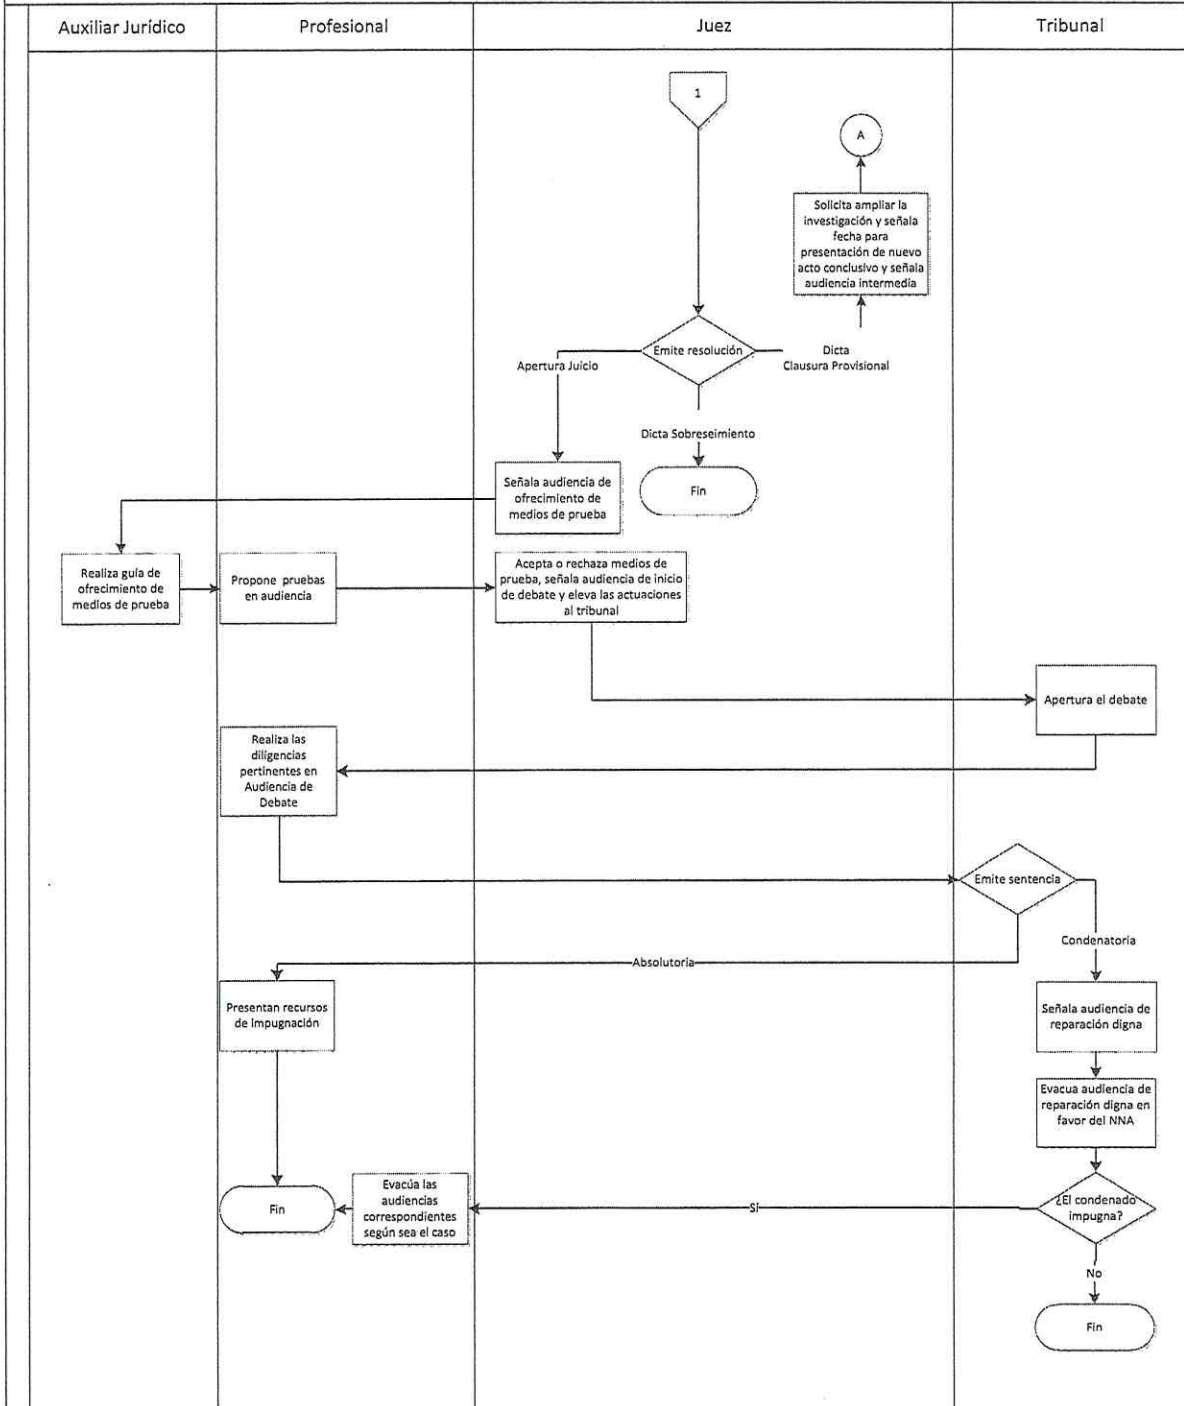 Auxiliar Jurídico
Profesional
Juez
Tribunal
1
A
Solicita ampliar la
investigación y señala
fecha para
presentación de nuevo
acto conclusivo y señala
audiencia intermedia
Emite resolución
Apertura Juicio
Dicta
Clausura Provisional
Dicta Sobreseimiento
Fin
Señala audiencia de
ofrecimiento de
medios de prueba
Realiza guía de
ofrecimiento de
medios de prueba
Propone pruebas
en audiencia
Acepta o rechaza medios de
prueba, señala audiencia de inicio
de debate y eleva las actuaciones
al tribunal
Apertura el debate
Realiza las
diligencias
pertinentes en
Audiencia de
Debate
Emite sentencia
Condenatoria
Absolutoria
Presentan recursos
de impugnación
Señala audiencia de
reparación digna
Evacua audiencia de
reparación digna en
favor del NNA
¿El condenado
impugna?
Si
Evacúa las
audiencias
correspondientes
según sea el caso
Fin
No
Fin